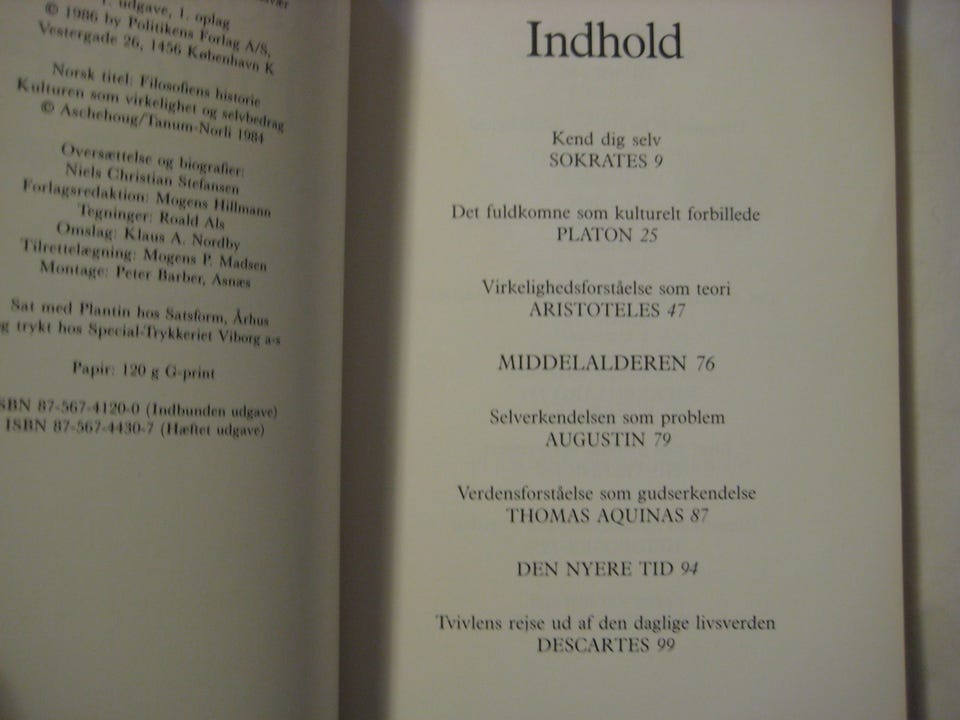 1. udgave, 1. oplag
© 1986 by Politikens Forlag A/S,
Vestergade 26, 1456 København K
Norsk titel: Filosofiens historie
Kulturen som virkelighet og selvbedrag
© Aschehoug/Tanum-Norli 1984
Oversættelse og biografier:
Niels Christian Stefansen
Forlagsredaktion: Mogens Hillmann
Tegninger: Roald Als
Omslag: Klaus A. Nordby
Tilrettelægning: Mogens P. Madsen
Montage: Peter Barber, Asnæs
Sat med Plantin hos Satsform, Århus
g trykt hos Special-Trykkeriet Viborg a-s
Papir: 120 g G-print
SBN 87-567-4120-0 (Indbunden udgave)
ISBN 87-567-4430-7 (Hæftet udgave)
Indhold
Kend dig selv
SOKRATES 9
Det fuldkomne som kulturelt forbillede
PLATON 25
Virkelighedsforståelse som teori
ARISTOTELES 47
MIDDELALDEREN 76
Selverkendelsen som problem
AUGUSTIN 79
Verdensforståelse som gudserkendelse
THOMAS AQUINAS 87
DEN NYERE TID 94
Tvivlens rejse ud af den daglige livsverden
DESCARTES 99